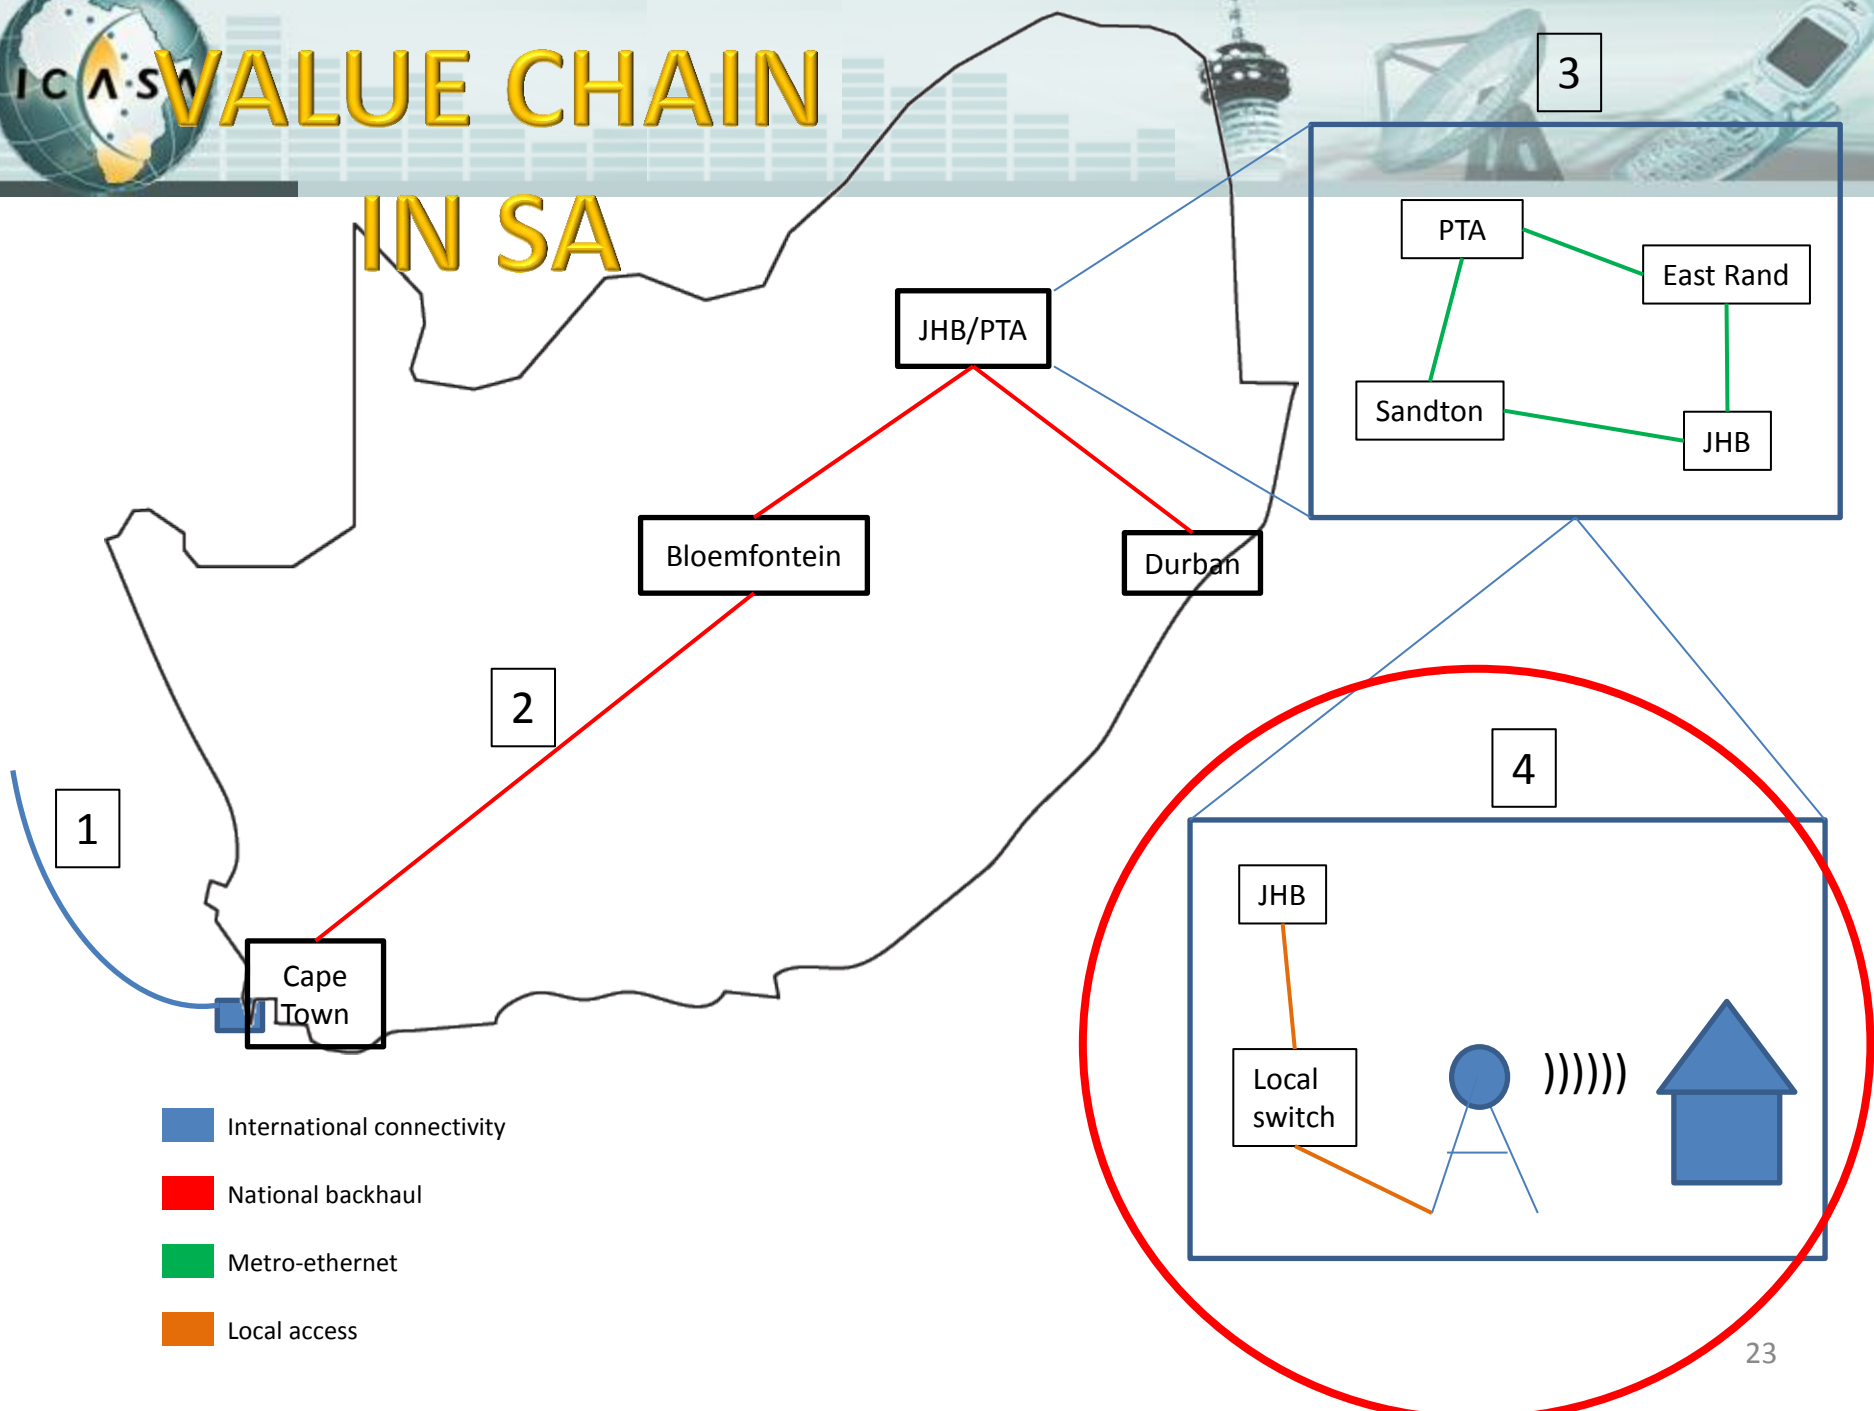 ICASA
VALUE CHAIN
IN SA
3
PTA
East Rand
JHB/PTA
Sandton
JHB
Bloemfontein
Durban
2
4
1
JHB
Cape
Town
Local
switch
))))))
International connectivity
National backhaul
Metro-ethernet
Local access
23